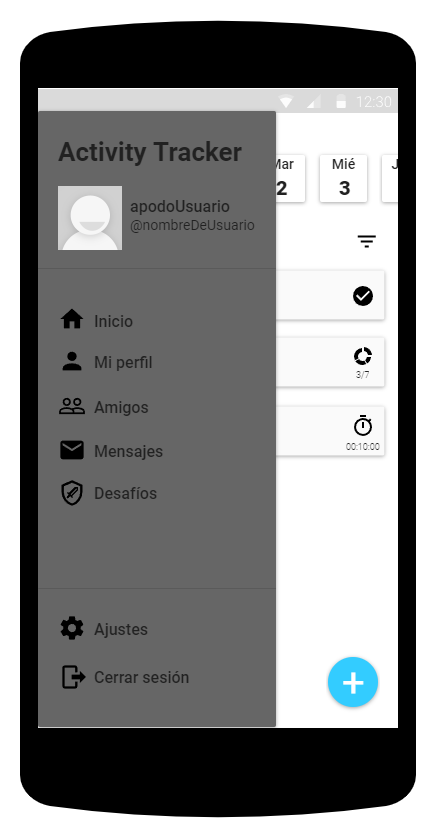 12:30
Activity Tracker
apodoUsuario
@nombreDeUsuario
Mar
2
Mié
3
J
Inicio
Mi perfil
Amigos
Mensajes
Desafíos
3/7
00:10:00
Ajustes
Cerrar sesión